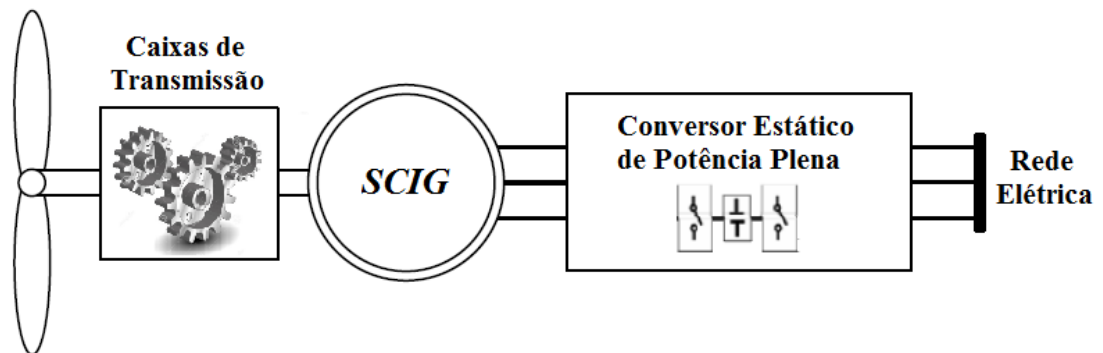 Caixas de
Transmissão
SCIG
Conversor Estático
de Potência Plena
Rede
Elétrica